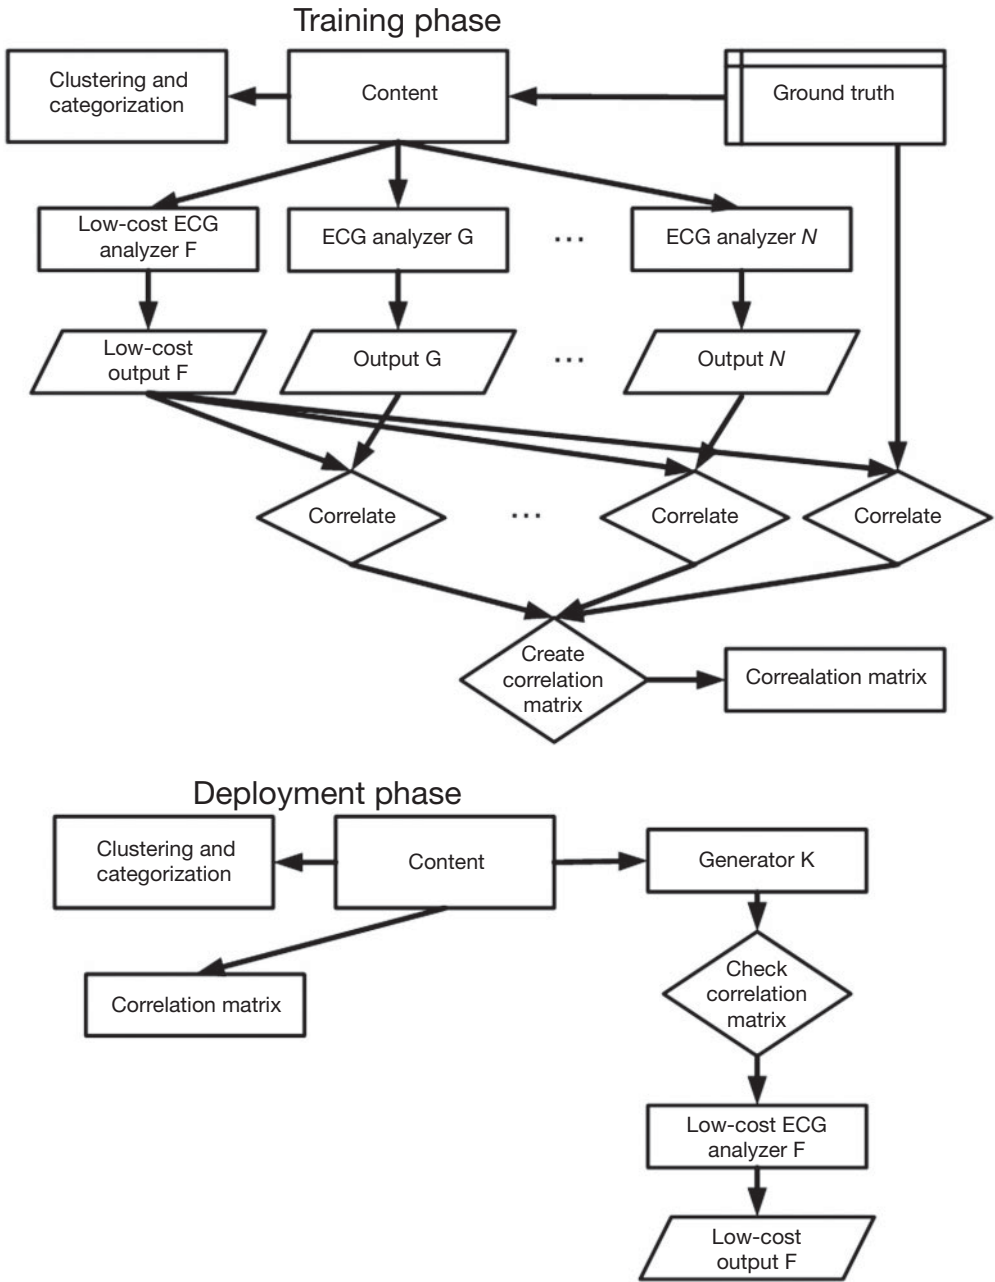 Training phase
Clustering and
categorization
Content
Ground truth
Low-cost ECG
analyzer F
ECG analyzer G
...
ECG analyzer N
Low-cost
output F
Output G
...
Output N
Correlate
...
Correlate
Correlate
Create
correlation
matrix
Correalation matrix
Deployment phase
Clustering and
categorization
Content
Generator K
Correlation matrix
Check
correlation
matrix
Low-cost ECG
analyzer F
Low-cost
output F